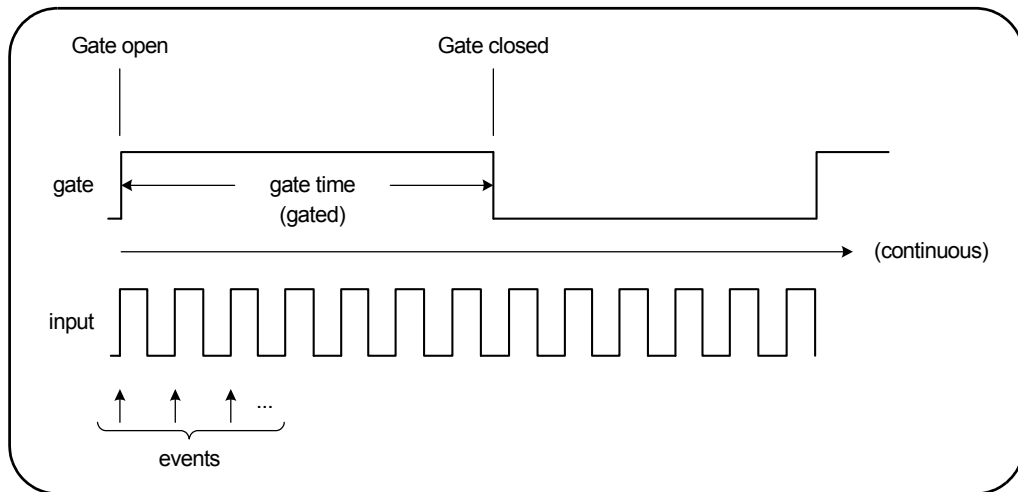 Gate open
Gate closed
gate
gate time
(gated)
(continuous)
input
...
events